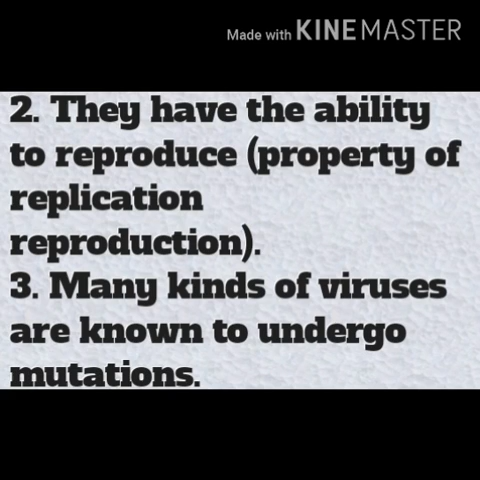 Made with KINEMASTER
2. They have the ability
to reproduce (property of
replication
reproduction).
3. Many kinds of viruses
are known to undergo
mutations.